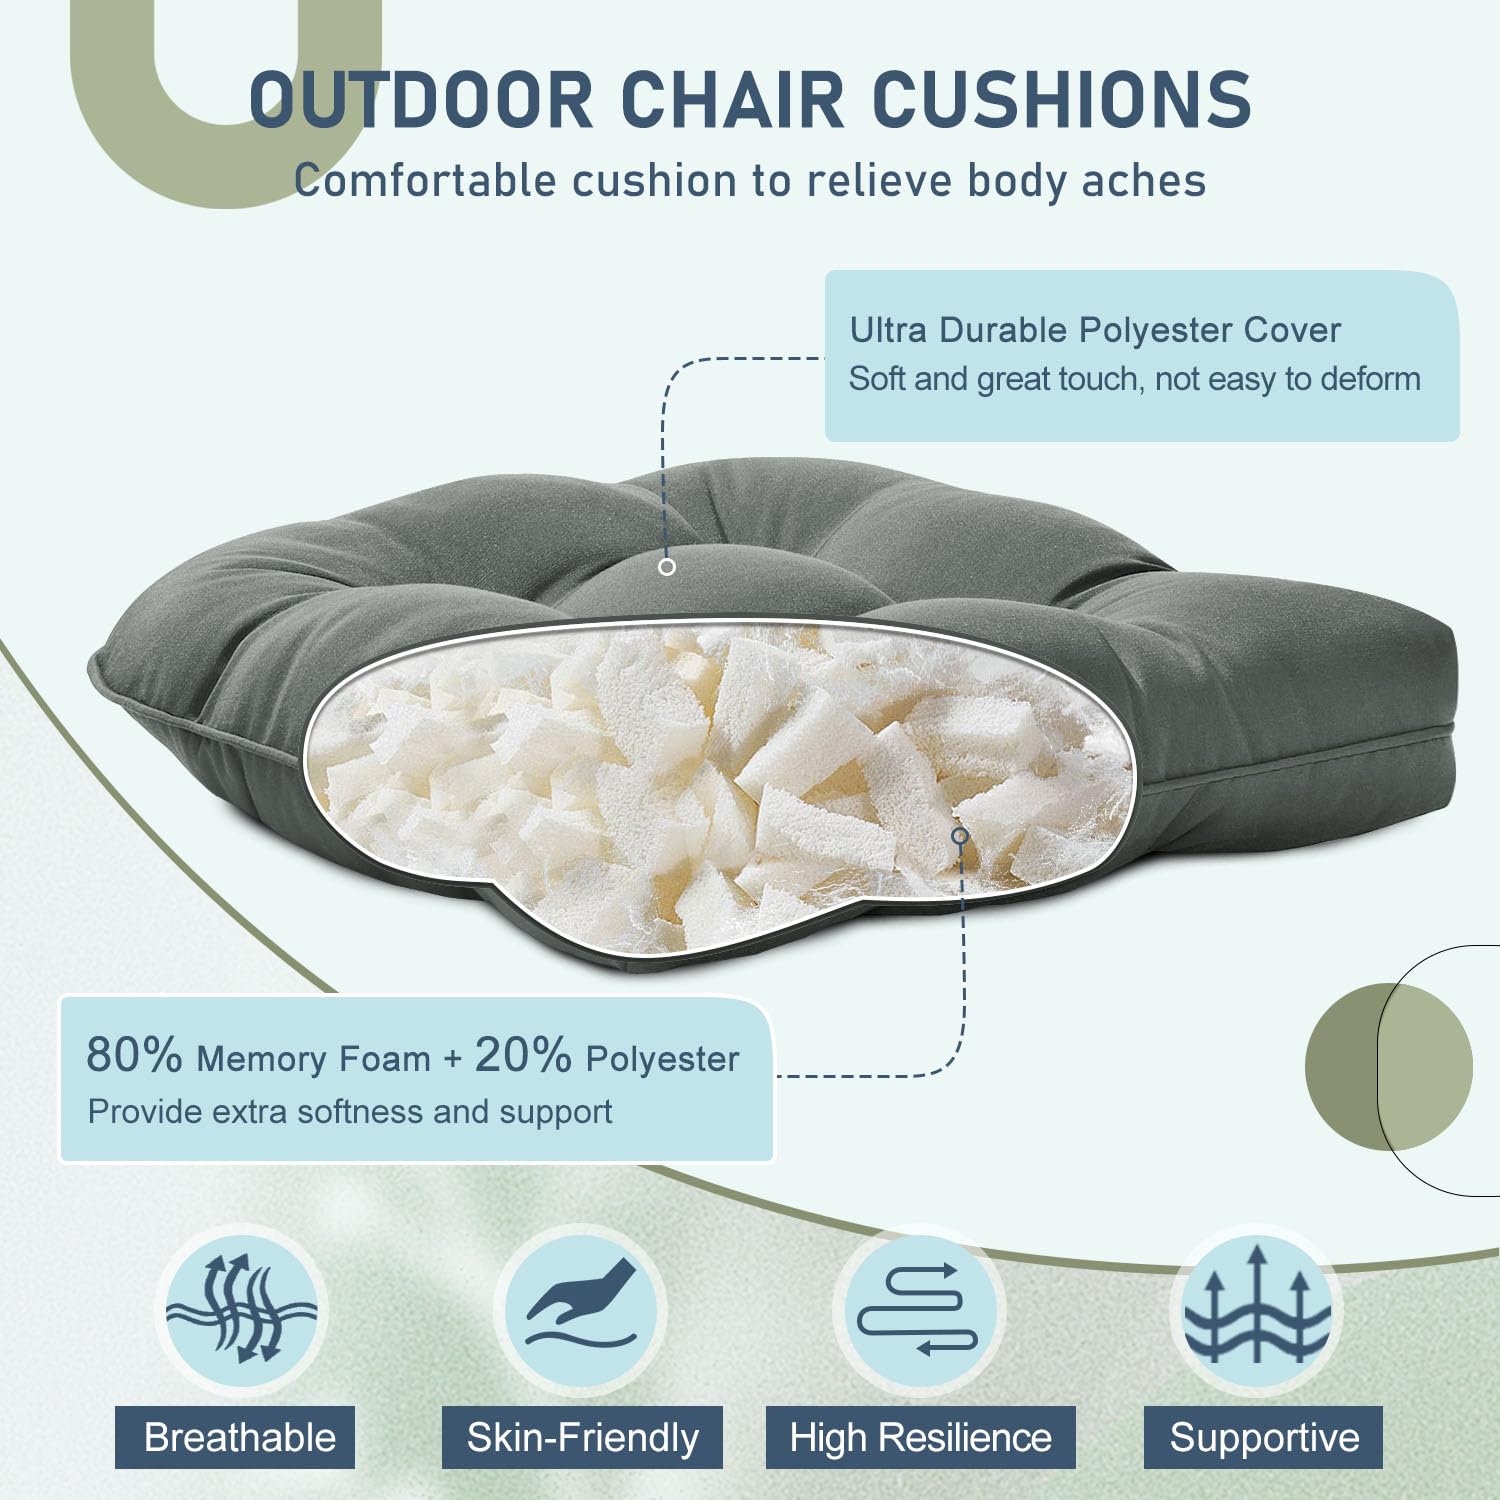 OUTDOOR CHAIR CUSHIONS
Comfortable cushion to relieve body aches
Ultra Durable Polyester Cover
Soft and great touch, not easy to deform
80% Memory Foam + 20% Polyester
Provide extra softness and support
Breathable
Skin-Friendly
High Resilience
Supportive